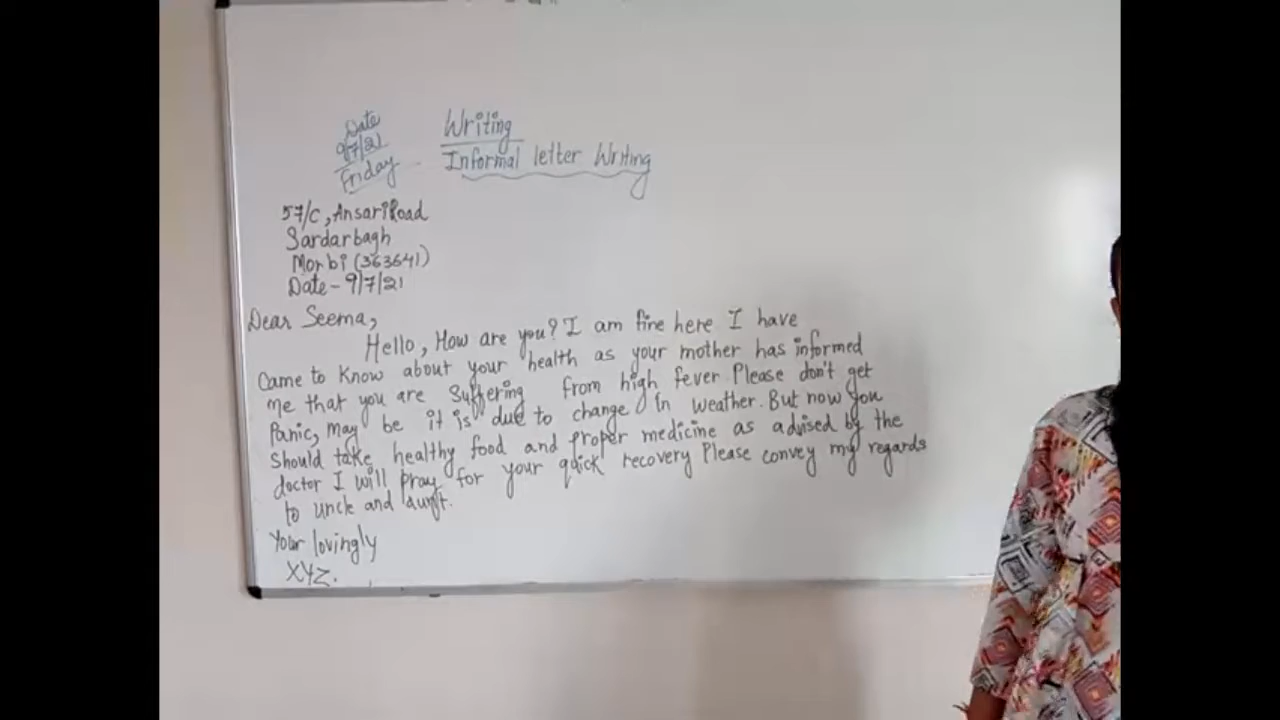 Date
9/7/21
Friday
Writing
Informal letter Writing
57/C, Ansari Road
Sardarbagh
Morbi (363641)
Date - 9/7/21
Dear Seema,
Hello, How are you? I am fine here I have
Came to know about your health as your mother has informed
me that you are suffering from high fever. Please don't get
Panic, may be it is due to change in weather. But now you
should take healthy food and proper medicine as advised by the
doctor I will pray for your quick recovery Please convey my regards
to uncle and aunt.
Your lovingly
XYZ.